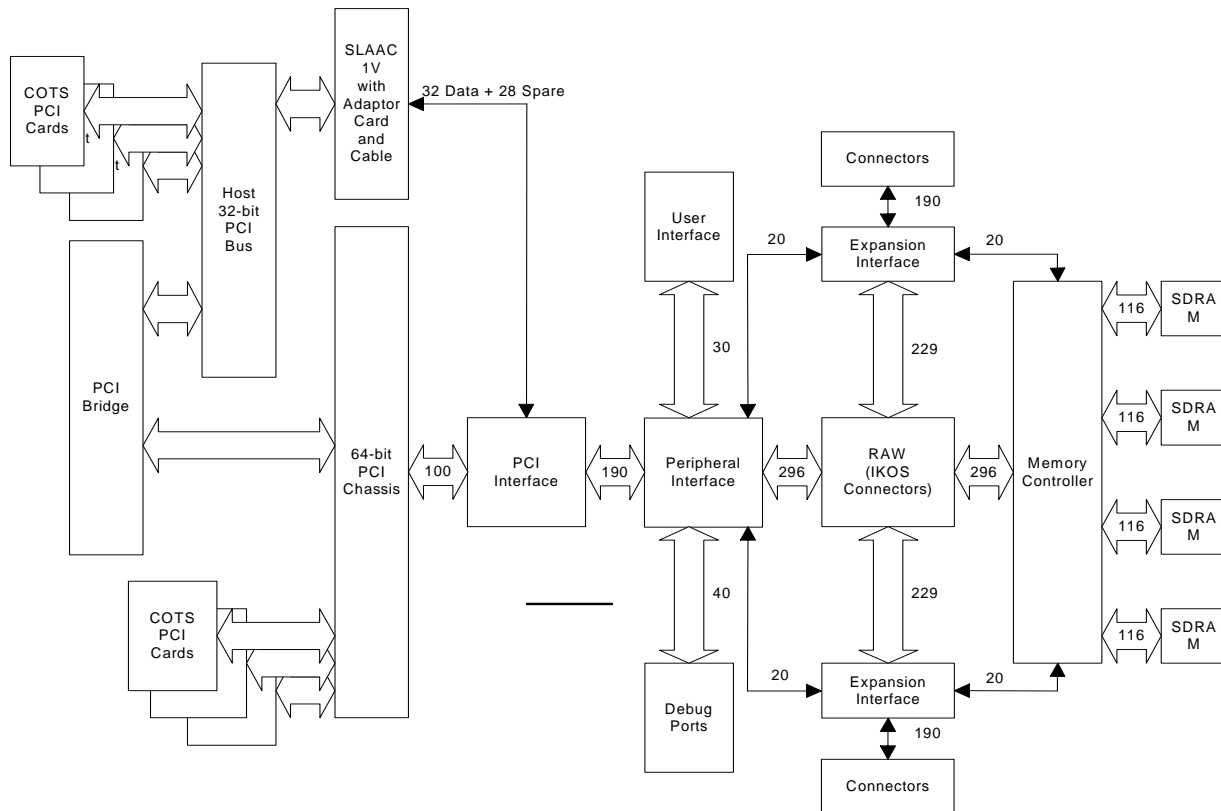 SLAAC
1V
with
Adaptor
Card
and
Cable
COTS
PCI
Cards
t
t
32 Data + 28 Spare
Host
32-bit
PCI
Bus
Connectors
190
User
Interface
20
Expansion
Interface
20
116
SDRA
M
30
229
PCI
Bridge
116
SDRA
M
64-bit
PCI
Chassis
100
PCI
Interface
190
Peripheral
Interface
296
RAW
(IKOS
Connectors)
296
Memory
Controller
116
SDRA
M
COTS
PCI
Cards
40
229
116
SDRA
M
Debug
Ports
20
Expansion
Interface
20
190
Connectors